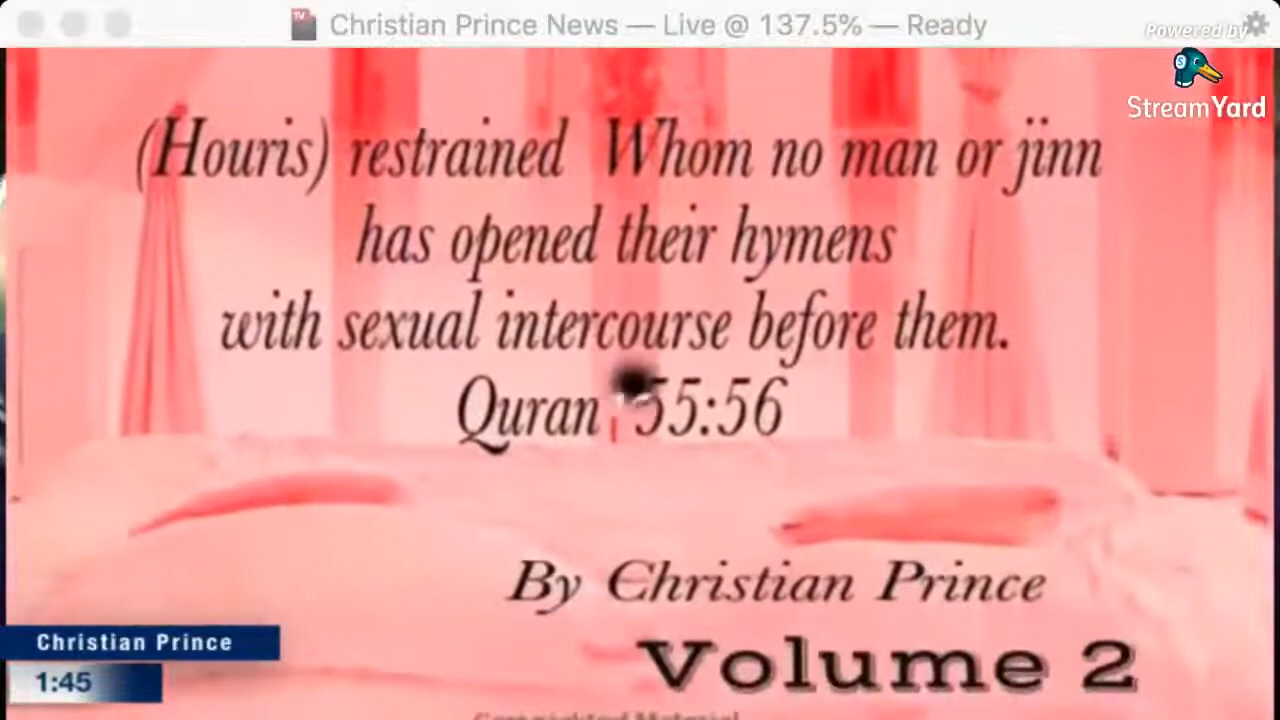 Christian Prince News — Live @ 137.5% — Ready
Powered by
StreamYard
(Houris) restrained Whom no man or jinn
has opened their hymens
with sexual intercourse before them.
Quran 55:56
By Christian Prince
Volume 2
Christian Prince
1:45
Copyrighted Material